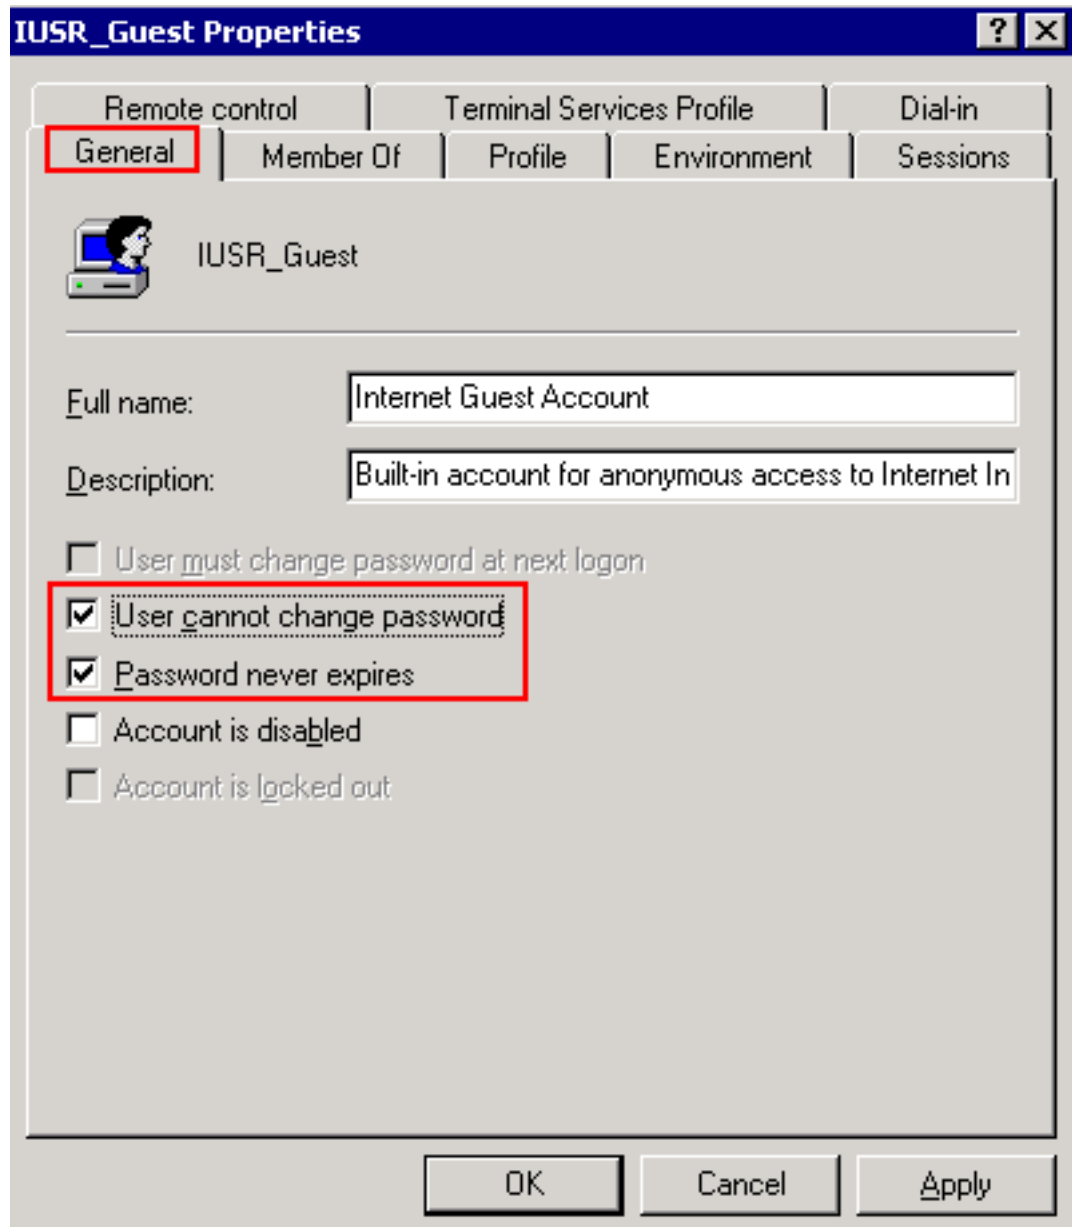 IUSR_Guest Properties
Remote control Terminal Services Profile Dial-in
General Member Of Profile Environment Sessions
IUSR_Guest
Full name: Internet Guest Account
Description: Built-in account for anonymous access to Internet In
User must change password at next logon
User cannot change password
Password never expires
Account is disabled
Account is locked out
OK Cancel Apply